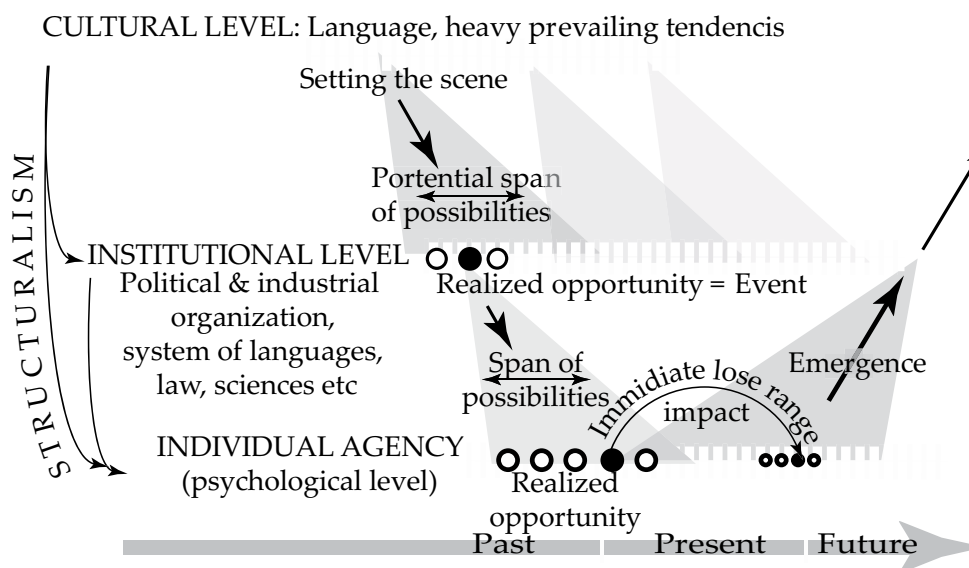 CULTURAL LEVEL: Language, heavy prevailing tendencis
Setting the scene
Portential span
of possibilities
STRUCTURALISM
INSTITUTIONAL LEVEL
Political & industrial
organization,
system of languages,
law, sciences etc
Realized opportunity = Event
Span of
possibilities
Immidiate lose range
impact
Emergence
INDIVIDUAL AGENCY
(psychological level)
Realized
opportunity
Past
Present
Future